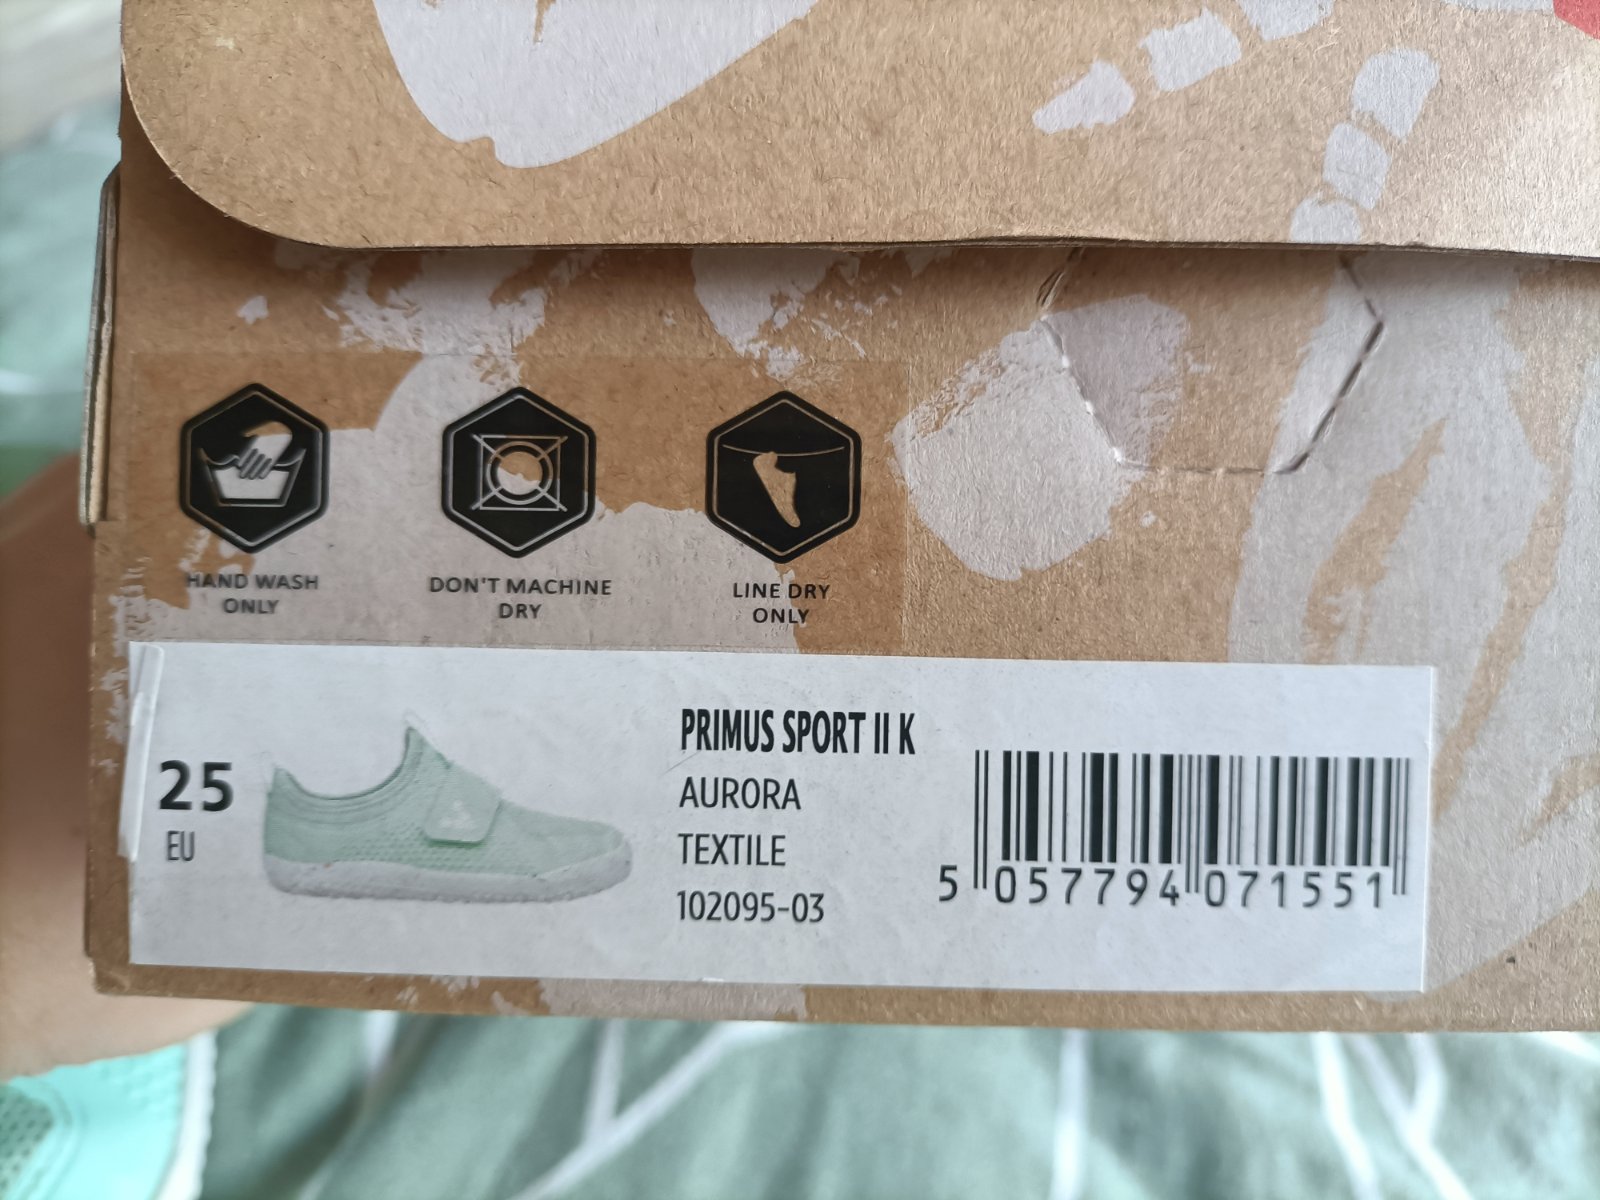 HAND WASH
ONLY
DON'T MACHINE
DRY
LINE DRY
ONLY
25
EU
PRIMUS SPORT II K
AURORA
TEXTILE
102095-03
5 057794 071551